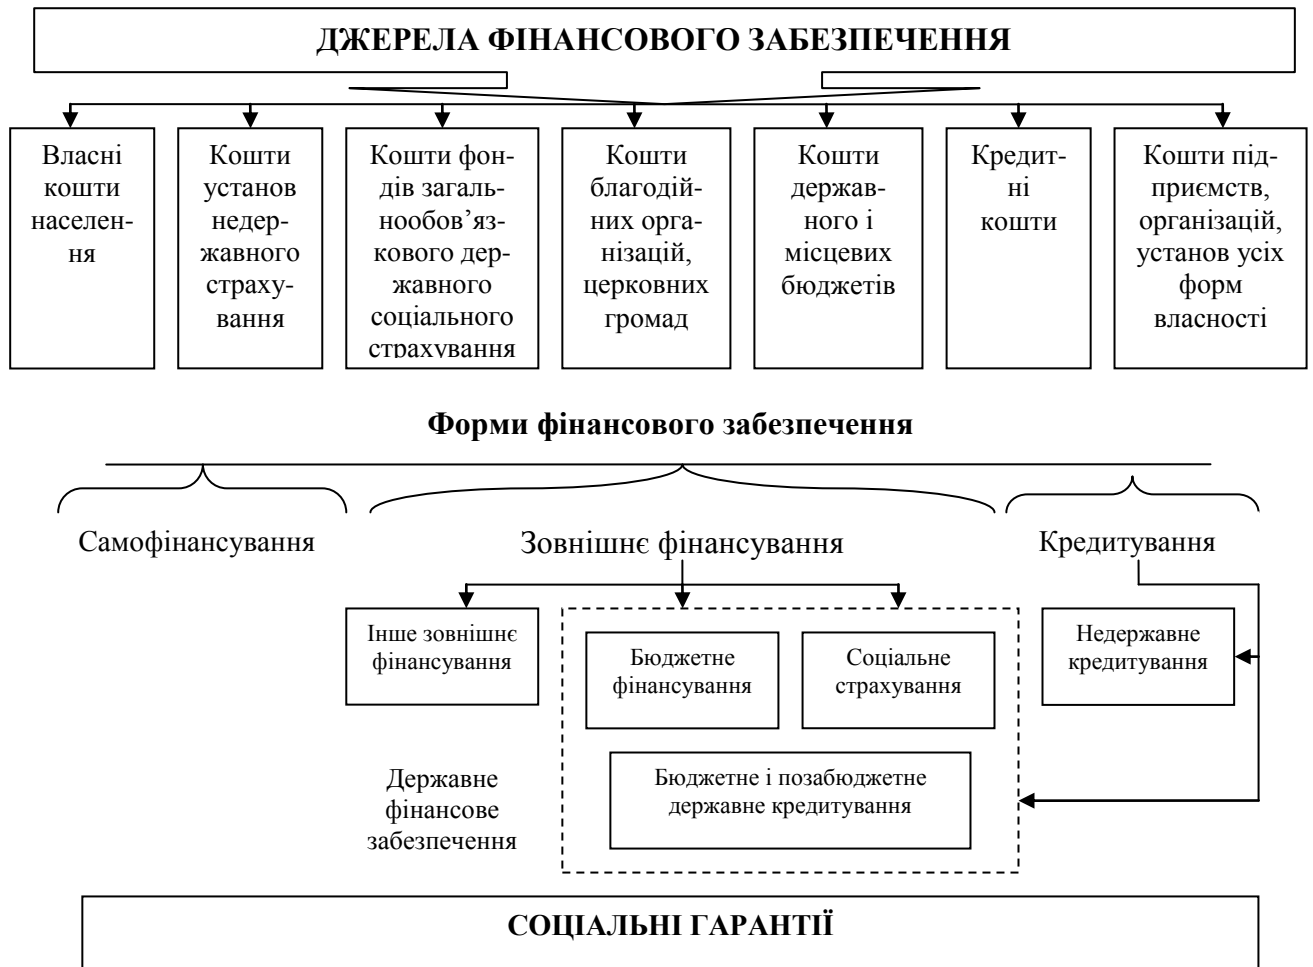 ДЖЕРЕЛА ФІНАНСОВОГО ЗАБЕЗПЕЧЕННЯ
Власні
кошти
населен-
ня
Кошти
установ
недер-
жавного
страху-
вання
Кошти фон-
дів загаль-
нообов’яз-
кового дер-
жавного
соціального
страхування
Кошти
благодій-
них орга-
нізацій,
церковних
громад
Кошти
держав-
ного і
місцевих
бюджетів
Кредит-
ні
кошти
Кошти під-
приємств,
організацій,
установ усіх
форм
власності
Форми фінансового забезпечення
Самофінансування
Зовнішнє фінансування
Кредитування
Інше зовнішнє
фінансування
Бюджетне
фінансування
Соціальне
страхування
Недержавне
кредитування
Державне
фінансове
забезпечення
Бюджетне і позабюджетне
державне кредитування
СОЦІАЛЬНІ ГАРАНТІЇ